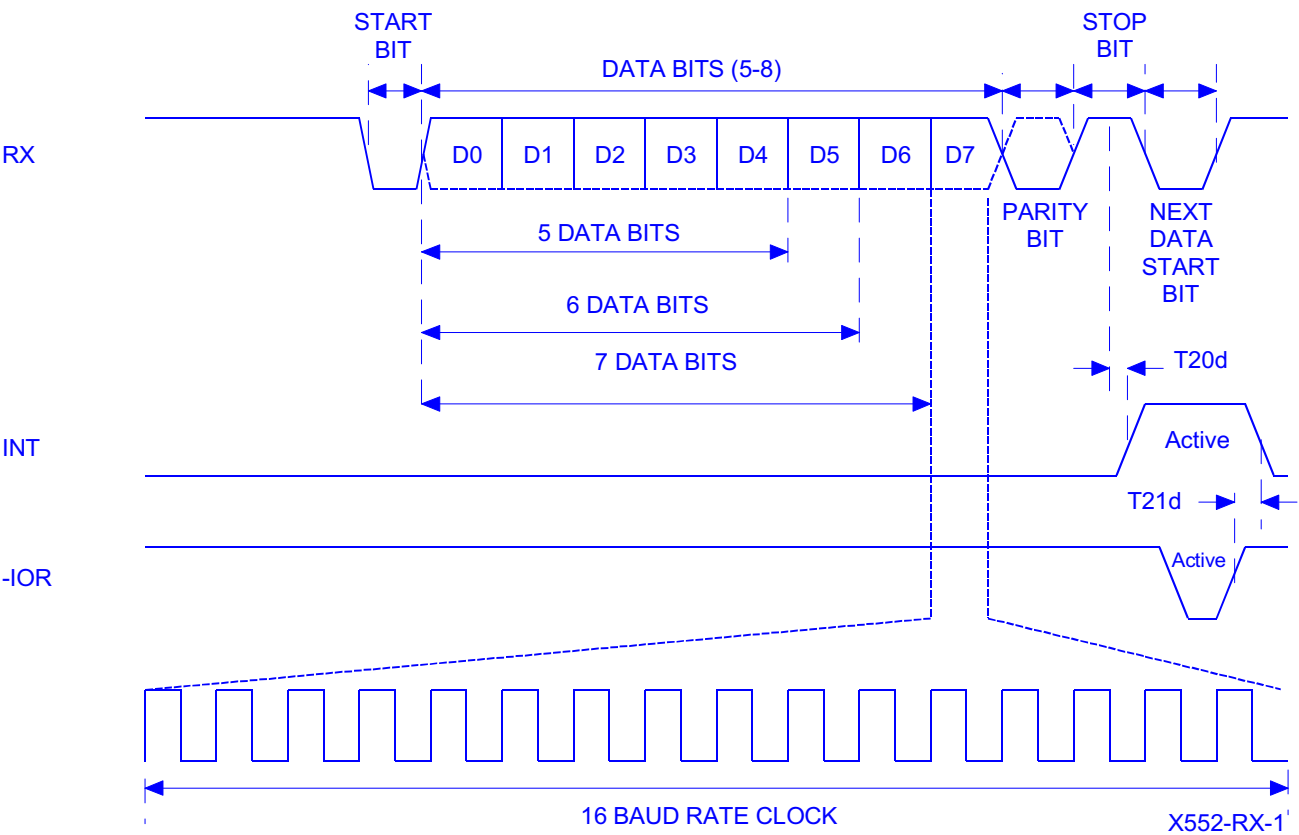 START
BIT
STOP
BIT
DATA BITS (5-8)
RX
D0 D1 D2 D3 D4 D5 D6 D7
PARITY
BIT
NEXT
DATA
START
BIT
5 DATA BITS
6 DATA BITS
7 DATA BITS
T20d
INT
Active
T21d
-IOR
Active
16 BAUD RATE CLOCK
X552-RX-1